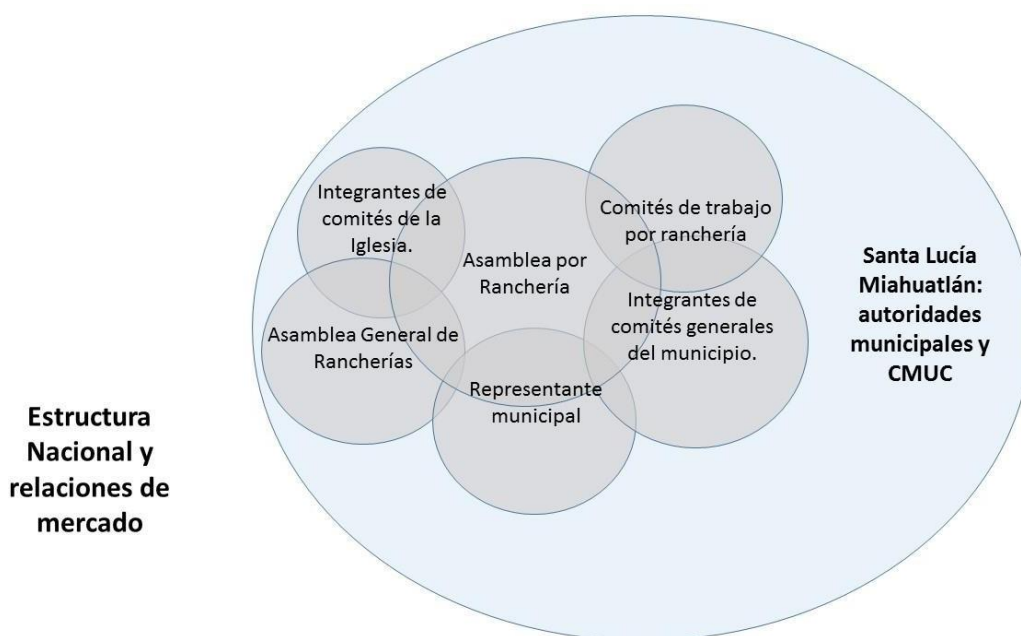 Integrantes de
comités de la
Iglesia.
Comités de trabajo
por ranchería
Asamblea por
Ranchería
Santa Lucía
Miahuatlán:
autoridades
municipales y
CMUC
Integrantes de
comités generales
del municipio.
Asamblea General de
Rancherías
Representante
municipal
Estructura
Nacional y
relaciones de
mercado